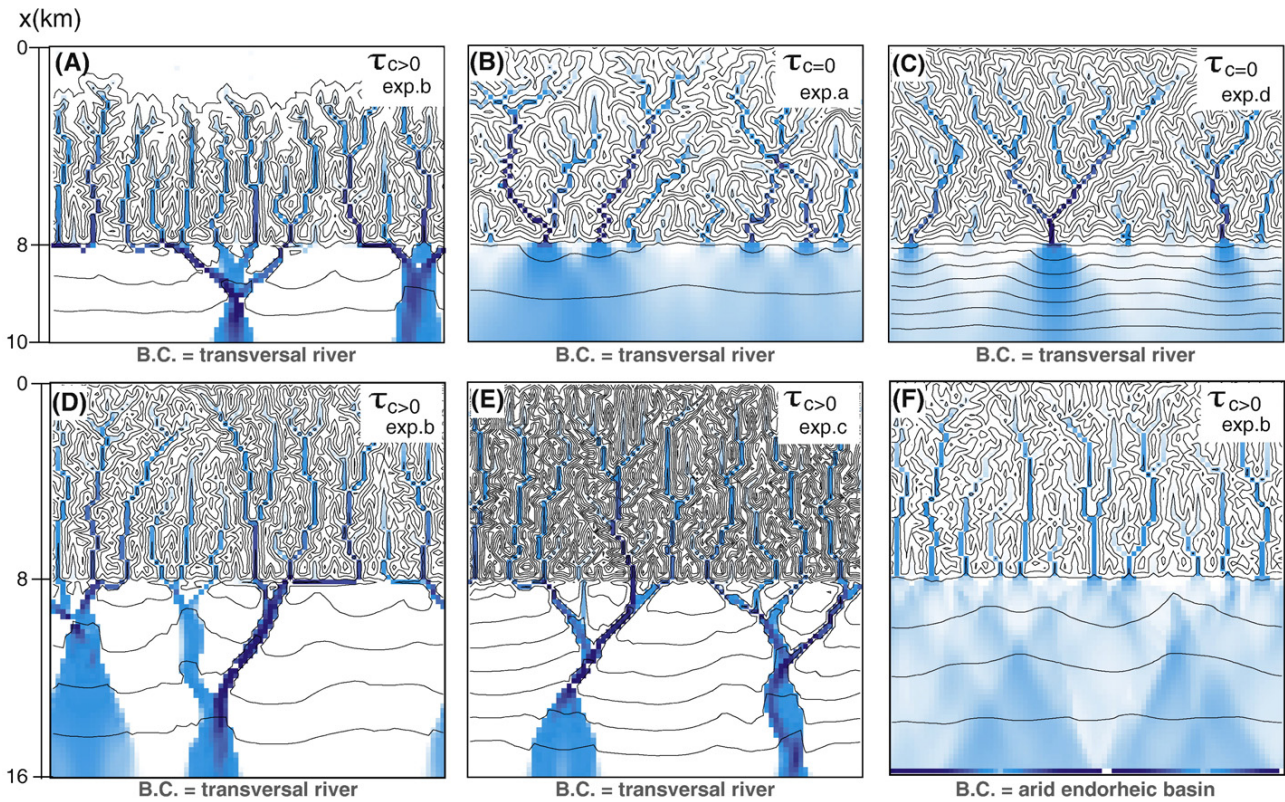 x(km)
0
(A)
τc>0
exp.b
(B)
τc=0
exp.a
(C)
τc=0
exp.d
8
10
B.C. = transversal river
B.C. = transversal river
B.C. = transversal river
0
(D)
τc>0
exp.b
(E)
τc>0
exp.c
(F)
τc>0
exp.b
8
16
B.C. = transversal river
B.C. = transversal river
B.C. = arid endorheic basin